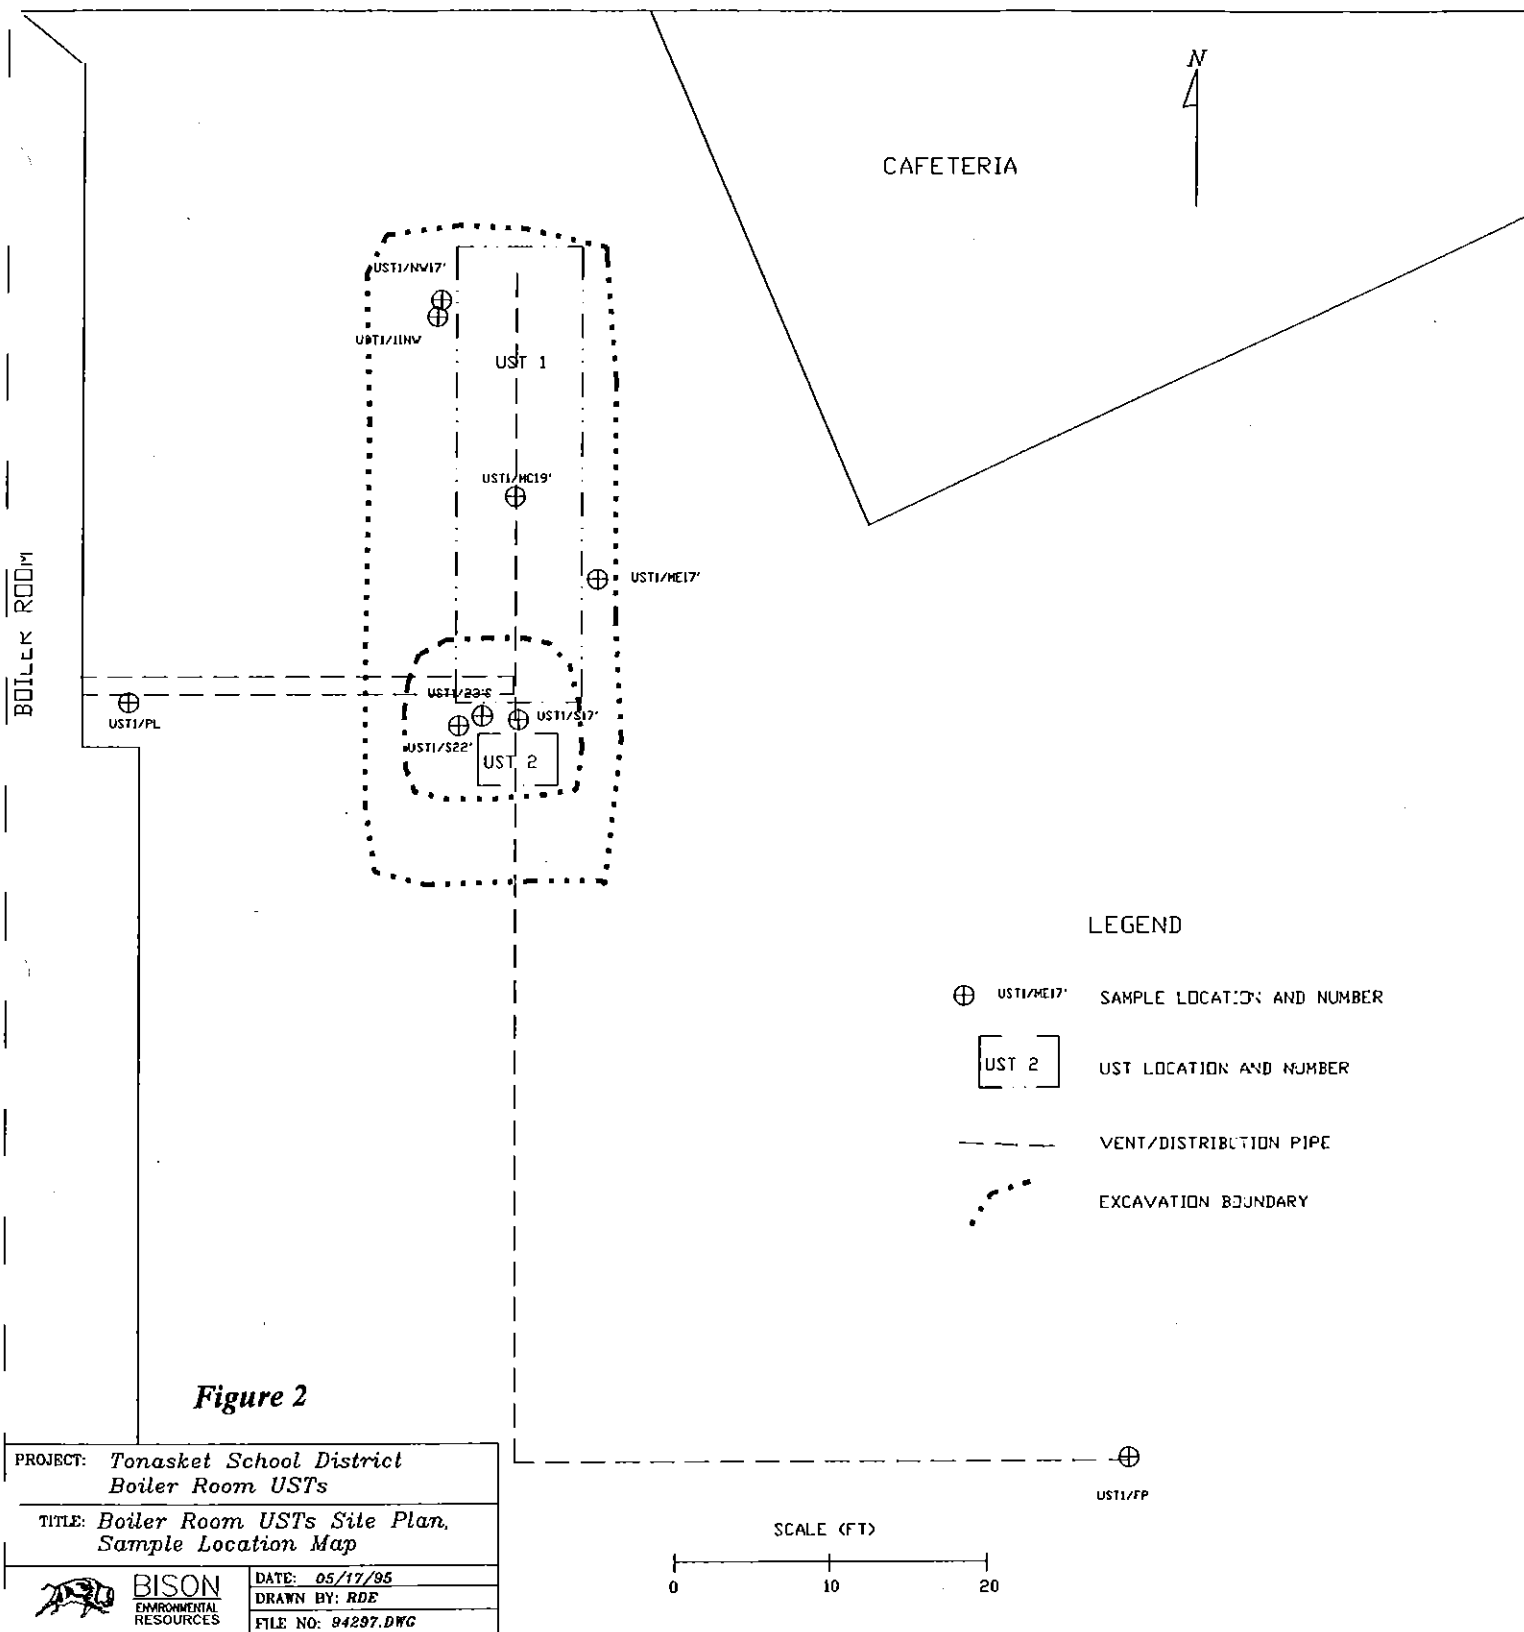 N
CAFETERIA
UST1/NW17'
UST1/11NW
UST 1
UST1/MC19'
UST1/ME17'
BOILER ROOM
UST1/PL
UST1/S17'
UST1/S22'
UST 2
LEGEND
UST1/ME17' SAMPLE LOCATION AND NUMBER
UST 2 UST LOCATION AND NUMBER
VENT/DISTRIBUTION PIPE
EXCAVATION BOUNDARY
Figure 2
PROJECT: Tonasket School District
Boiler Room USTs
TITLE: Boiler Room USTs Site Plan,
Sample Location Map
BISON
ENVIRONMENTAL
RESOURCES
DATE: 05/17/95
DRAWN BY: RDE
FILE NO: 94297.DWG
UST1/FP
SCALE (FT)
0 10 20